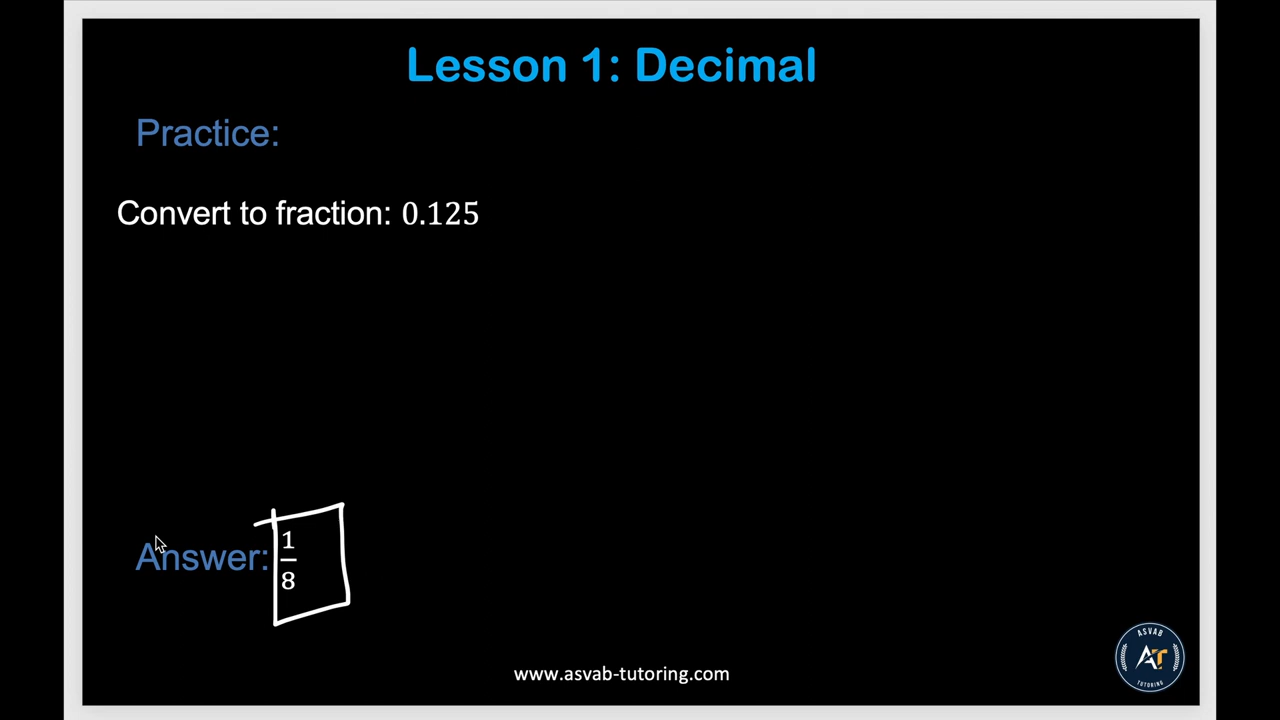 Lesson 1: Decimal
Practice:
Convert to fraction: 0.125
Answer: 1/8
www.asvab-tutoring.com
ASVAB
AT
TUTORING